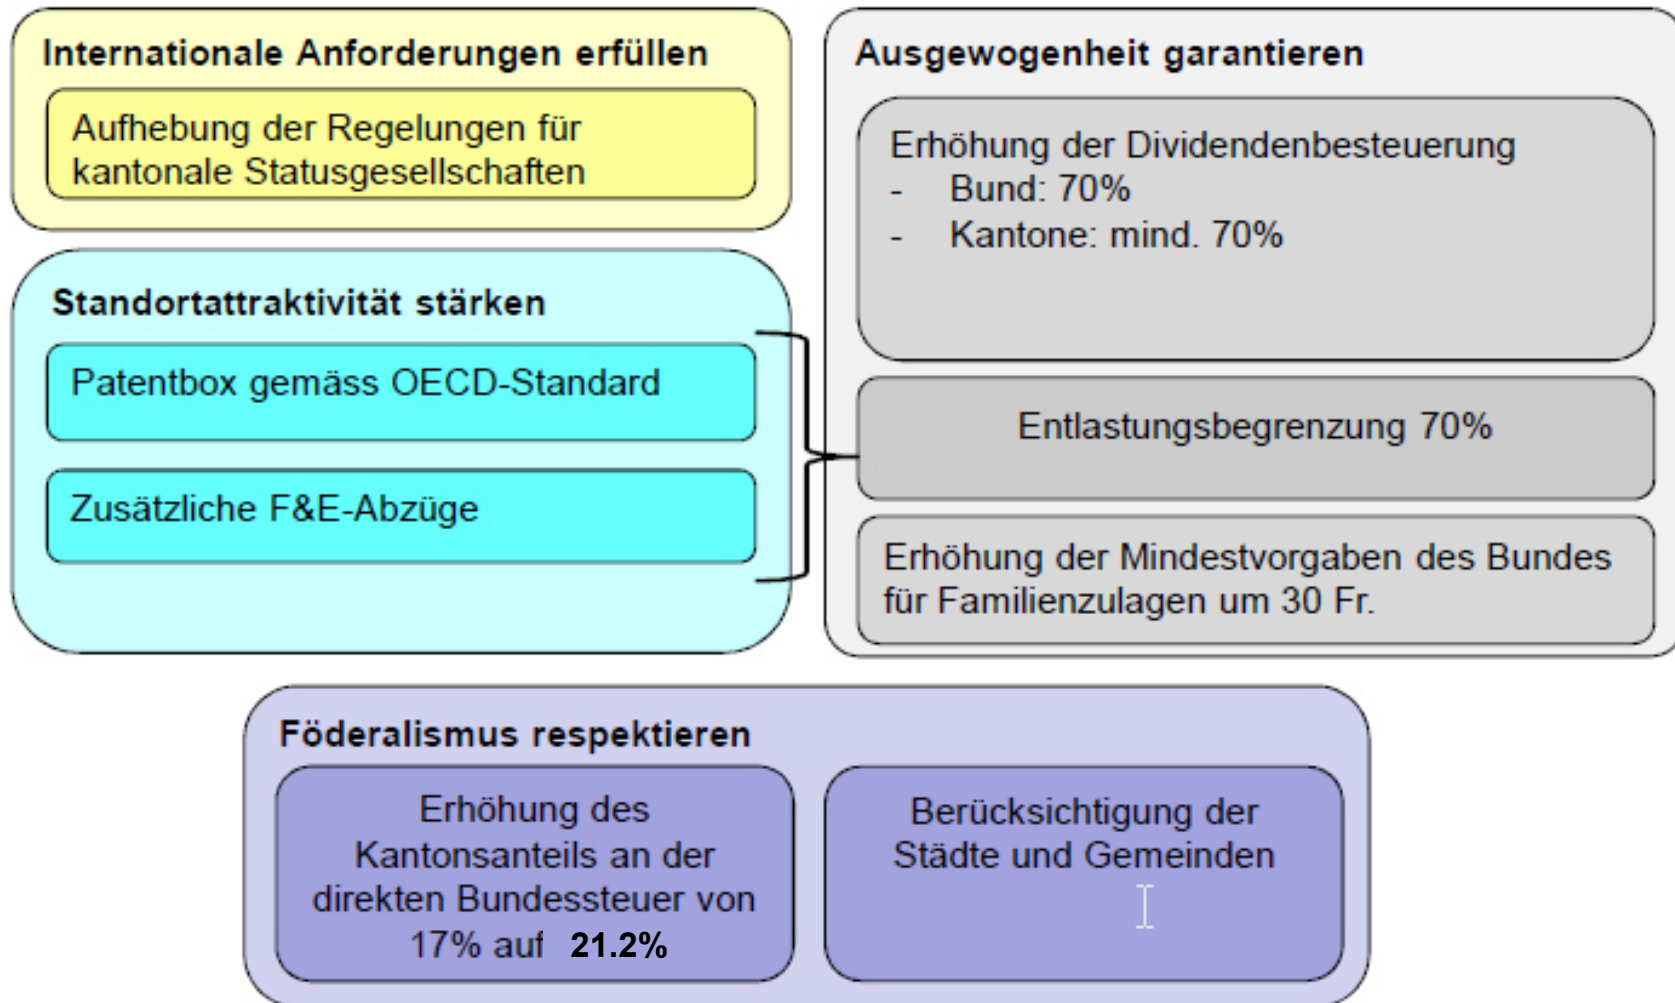 Internationale Anforderungen erfüllen
Aufhebung der Regelungen für
kantonale Statusgesellschaften
Standortattraktivität stärken
Patentbox gemäss OECD-Standard
Zusätzliche F&E-Abzüge
Ausgewogenheit garantieren
Erhöhung der Dividendenbesteuerung
- Bund: 70%
- Kantone: mind. 70%
Entlastungsbegrenzung 70%
Erhöhung der Mindestvorgaben des Bundes
für Familienzulagen um 30 Fr.
Föderalismus respektieren
Erhöhung des
Kantonsanteils an der
direkten Bundessteuer von
17% auf 21.2%
Berücksichtigung der
Städte und Gemeinden